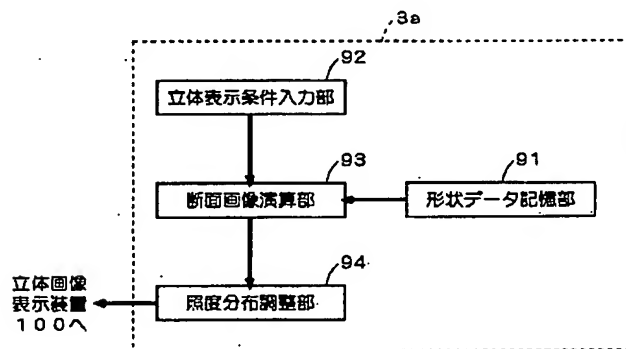 3a
92
立体表示条件入力部
93
91
断面画像演算部
形状データ記憶部
94
立体画像
表示装置
100へ
照度分布調整部